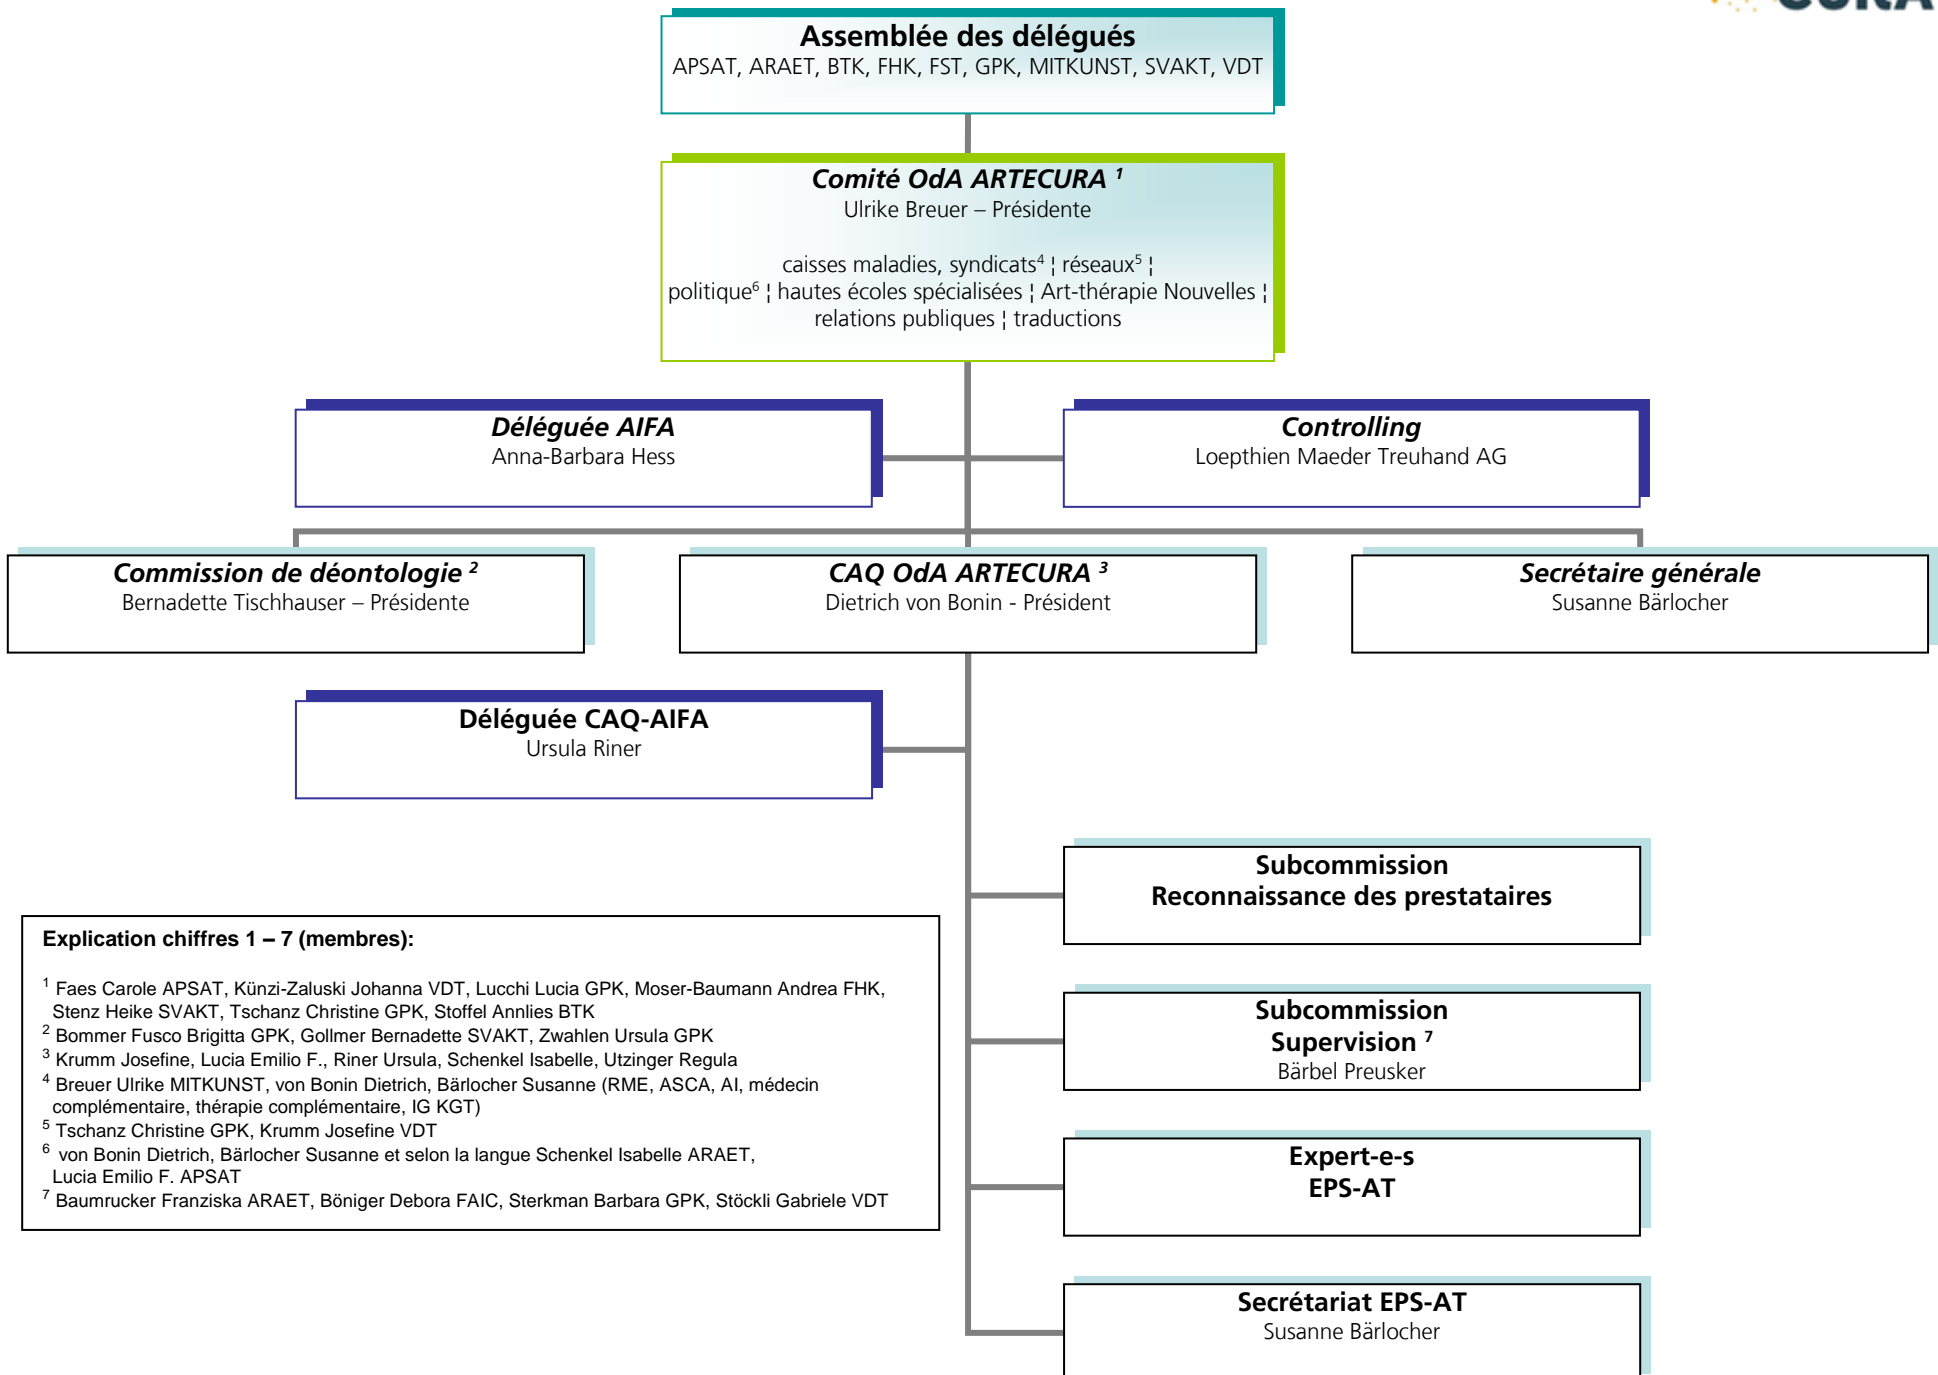 CURA
Assemblée des délégués
APSAT, ARAET, BTK, FHK, FST, GPK, MITKUNST, SVAKT, VDT
Comité OdA ARTECURA ¹
Ulrike Breuer – Présidente
caisses maladies, syndicats⁴ ¦ réseaux⁵ ¦
politique⁶ ¦ hautes écoles spécialisées ¦ Art-thérapie Nouvelles ¦
relations publiques ¦ traductions
Déléguée AIFA
Anna-Barbara Hess
Controlling
Loepthien Maeder Treuhand AG
Commission de déontologie ²
Bernadette Tischhauser – Présidente
CAQ OdA ARTECURA ³
Dietrich von Bonin - Président
Secrétaire générale
Susanne Bärlocher
Déléguée CAQ-AIFA
Ursula Riner
Subcommission
Reconnaissance des prestataires
Subcommission
Supervision ⁷
Bärbel Preusker
Expert-e-s
EPS-AT
Secrétariat EPS-AT
Susanne Bärlocher
Explication chiffres 1 – 7 (membres):
¹ Faes Carole APSAT, Künzi-Zaluski Johanna VDT, Lucchi Lucia GPK, Moser-Baumann Andrea FHK,
Stenz Heike SVAKT, Tschanz Christine GPK, Stoffel Annlies BTK
² Bommer Fusco Brigitta GPK, Gollmer Bernadette SVAKT, Zwahlen Ursula GPK
³ Krumm Josefine, Lucia Emilio F., Riner Ursula, Schenkel Isabelle, Utzinger Regula
⁴ Breuer Ulrike MITKUNST, von Bonin Dietrich, Bärlocher Susanne (RME, ASCA, AI, médecin
complémentaire, thérapie complémentaire, IG KGT)
⁵ Tschanz Christine GPK, Krumm Josefine VDT
⁶ von Bonin Dietrich, Bärlocher Susanne et selon la langue Schenkel Isabelle ARAET,
Lucia Emilio F. APSAT
⁷ Baumrucker Franziska ARAET, Böniger Debora FAIC, Sterkman Barbara GPK, Stöckli Gabriele VDT